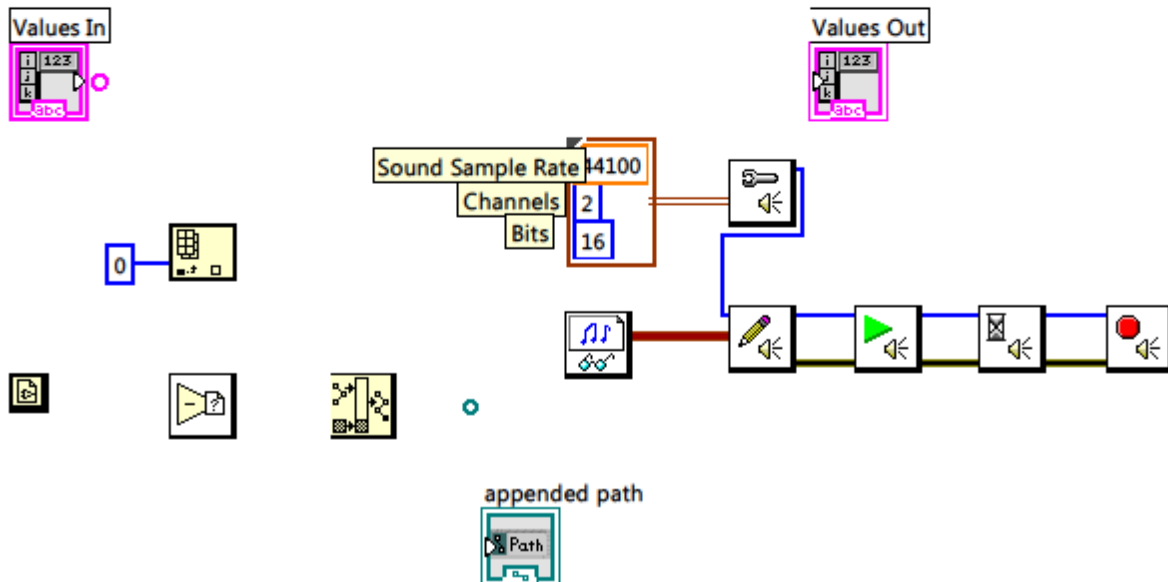 Values In
Values Out
i 123
j
k
abc
i 123
j
k
abc
Sound Sample Rate 44100
Channels 2
Bits 16
0
?
appended path
Path